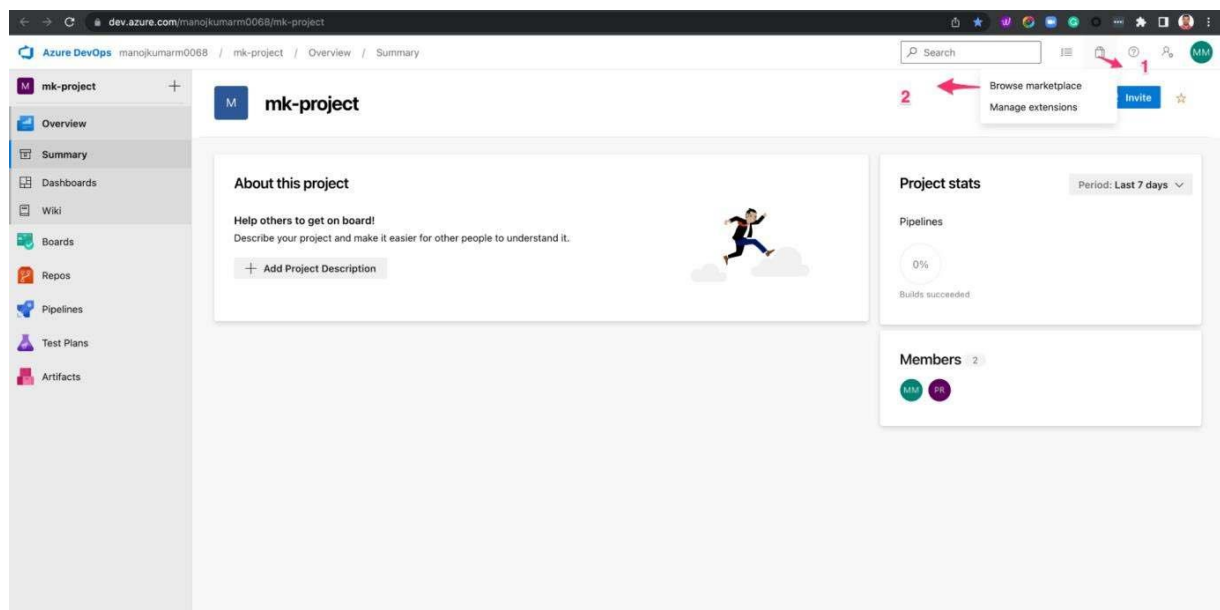 dev.azure.com/manojkumarm0068/mk-project
Azure DevOps manojkumarm0068 / mk-project / Overview / Summary
Search
MM
1
M mk-project
Overview
Summary
Dashboards
Wiki
Boards
Repos
Pipelines
Test Plans
Artifacts
M mk-project
2
Browse marketplace
Manage extensions
Invite
About this project
Help others to get on board!
Describe your project and make it easier for other people to understand it.
Add Project Description
Project stats
Period: Last 7 days
Pipelines
0%
Builds succeeded
Members 2
MM PR